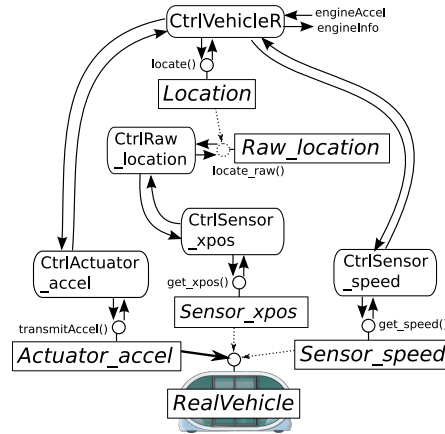 CtrlVehicleR
engineAccel
engineInfo
locate()
Location
CtrlRaw
_location
Raw_location
locate_raw()
CtrlSensor
_xpos
CtrlActuator
_accel
CtrlSensor
_speed
get_xpos()
Sensor_xpos
transmitAccel()
get_speed()
Actuator_accel
Sensor_speed
RealVehicle